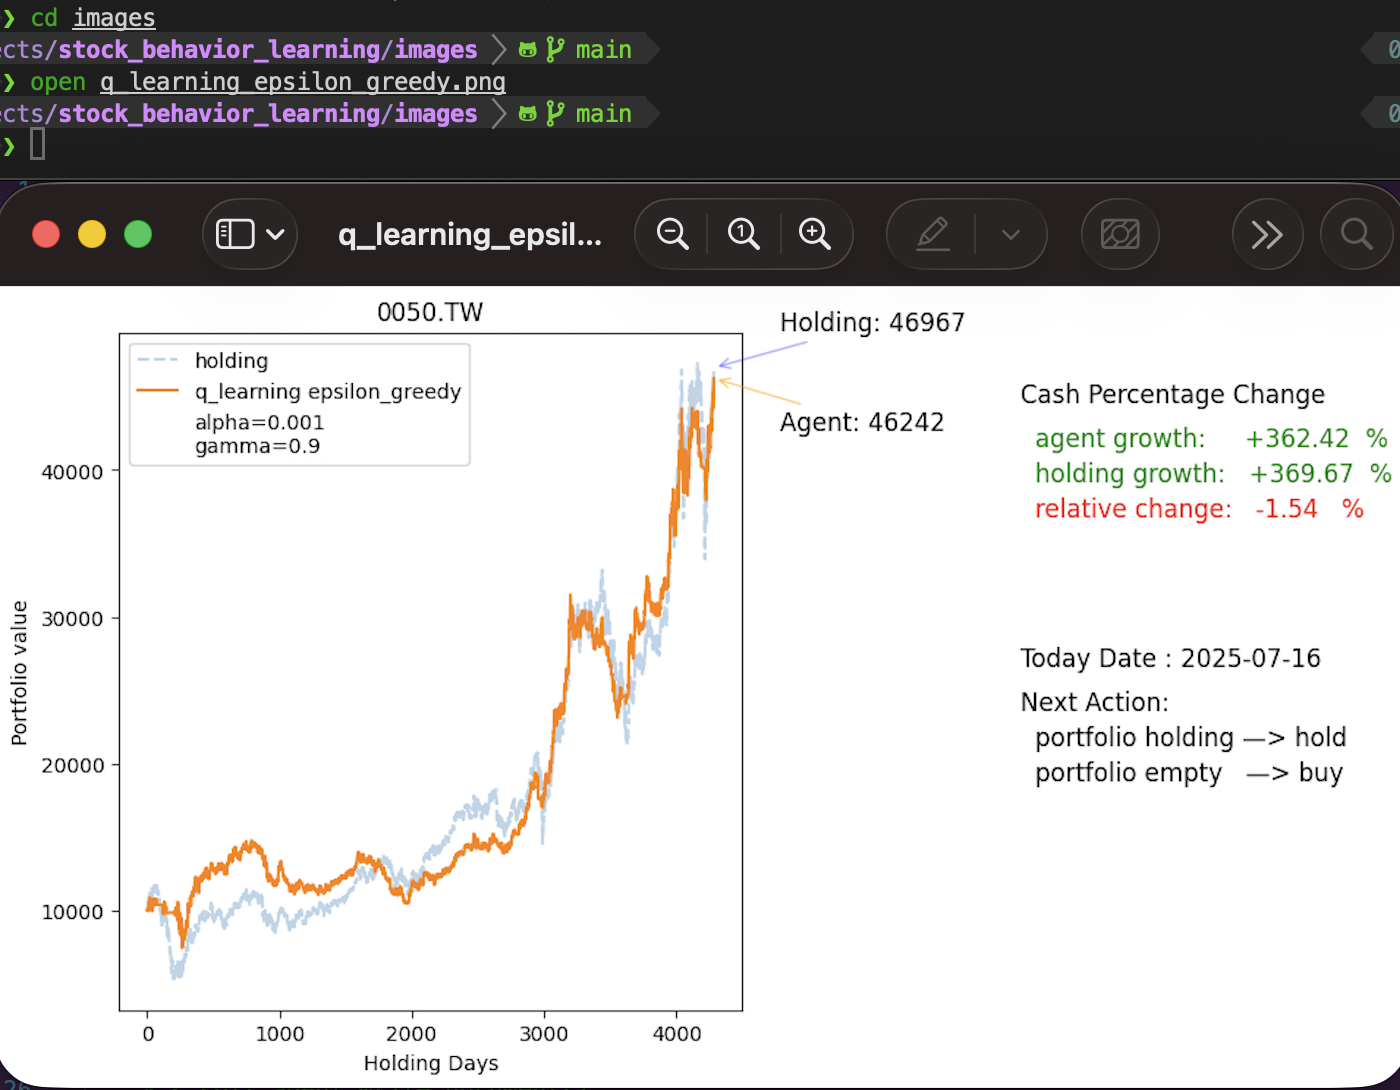 ❯ cd images
ects/stock_behavior_learning/images main
❯ open q_learning_epsilon_greedy.png
ects/stock_behavior_learning/images main
❯
q_learning_epsil...
0050.TW
holding
q_learning epsilon_greedy
alpha=0.001
gamma=0.9
Holding: 46967
Agent: 46242
Portfolio value
40000
30000
20000
10000
0 1000 2000 3000 4000
Holding Days
Cash Percentage Change
agent growth: +362.42 %
holding growth: +369.67 %
relative change: -1.54 %
Today Date : 2025-07-16
Next Action:
portfolio holding —> hold
portfolio empty —> buy